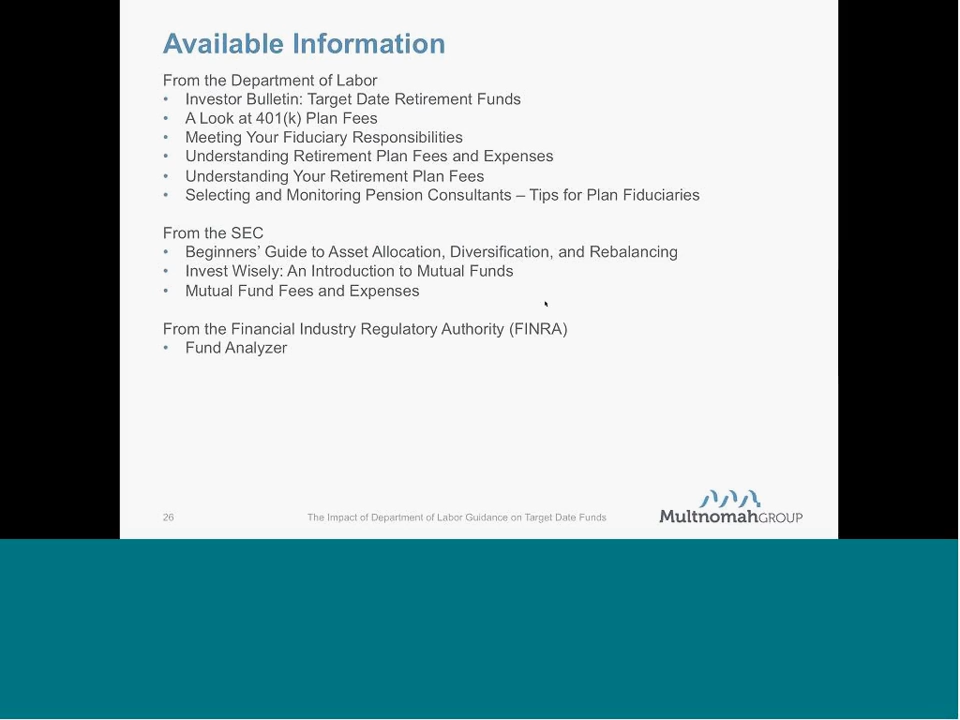 Available Information
From the Department of Labor
• Investor Bulletin: Target Date Retirement Funds
• A Look at 401(k) Plan Fees
• Meeting Your Fiduciary Responsibilities
• Understanding Retirement Plan Fees and Expenses
• Understanding Your Retirement Plan Fees
• Selecting and Monitoring Pension Consultants – Tips for Plan Fiduciaries
From the SEC
• Beginners’ Guide to Asset Allocation, Diversification, and Rebalancing
• Invest Wisely: An Introduction to Mutual Funds
• Mutual Fund Fees and Expenses
From the Financial Industry Regulatory Authority (FINRA)
• Fund Analyzer
26 The Impact of Department of Labor Guidance on Target Date Funds
MultnomahGROUP